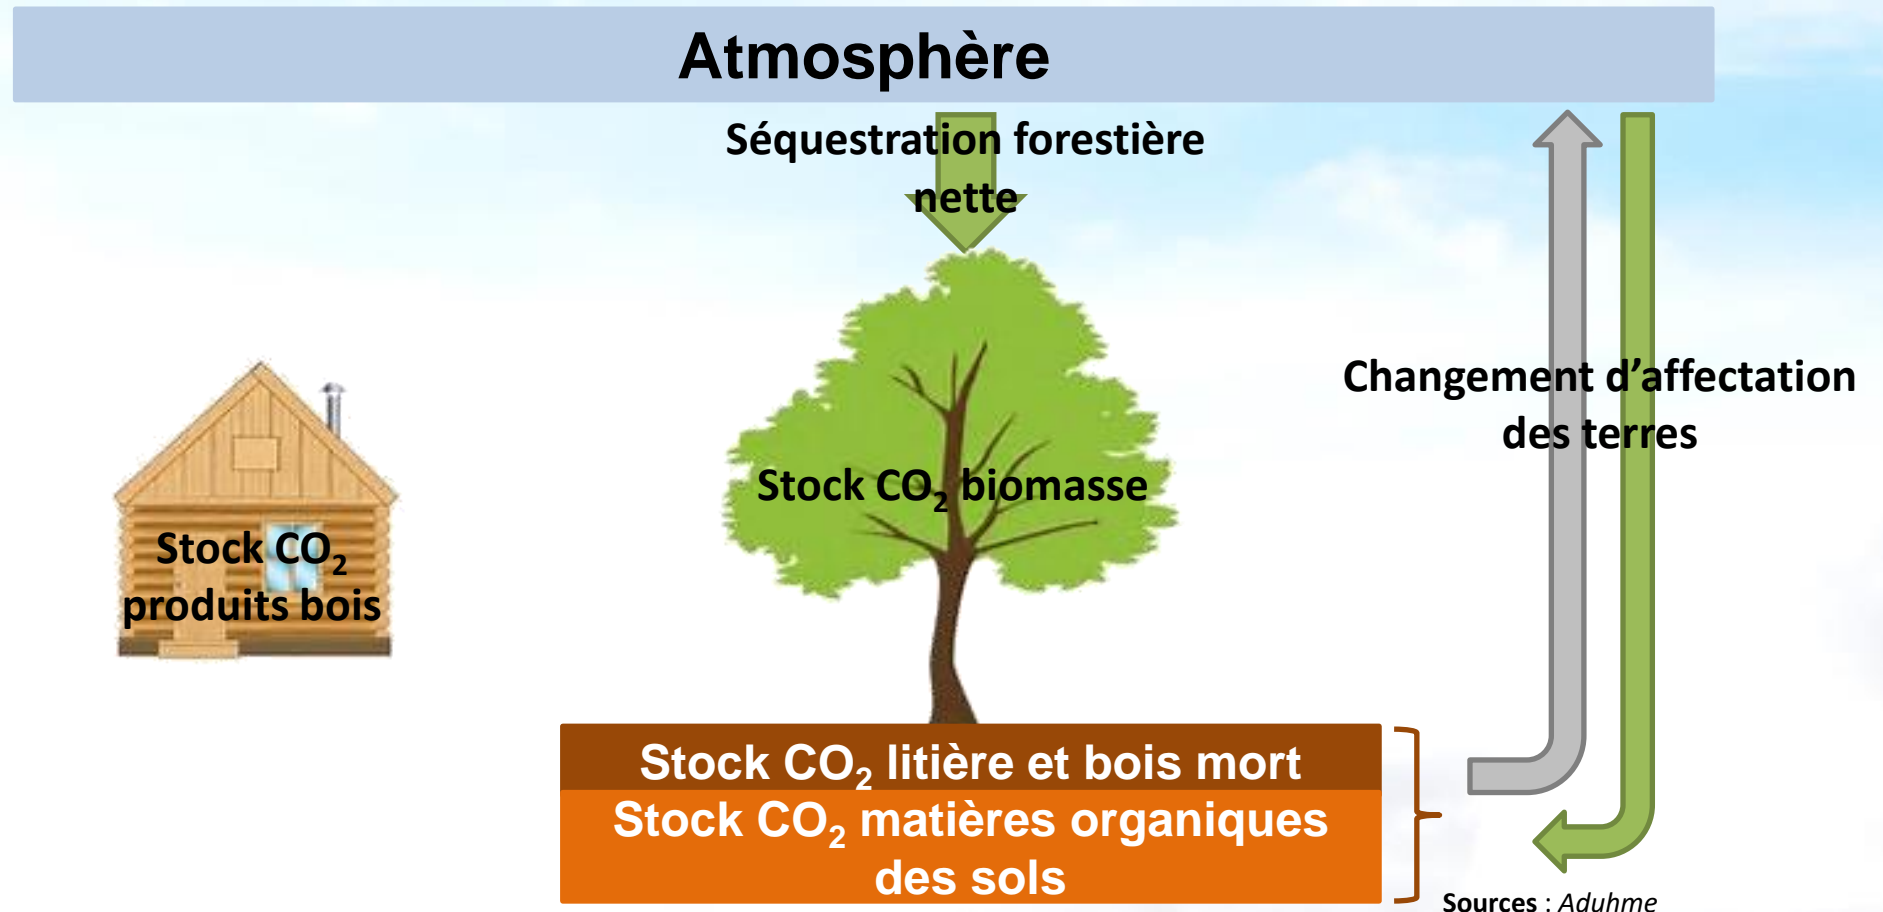 Atmosphère
Séquestration forestière
nette
Changement d’affectation
des terres
Stock CO₂ biomasse
Stock CO₂
produits bois
Stock CO₂ litière et bois mort
Stock CO₂ matières organiques
des sols
Sources : Aduhme